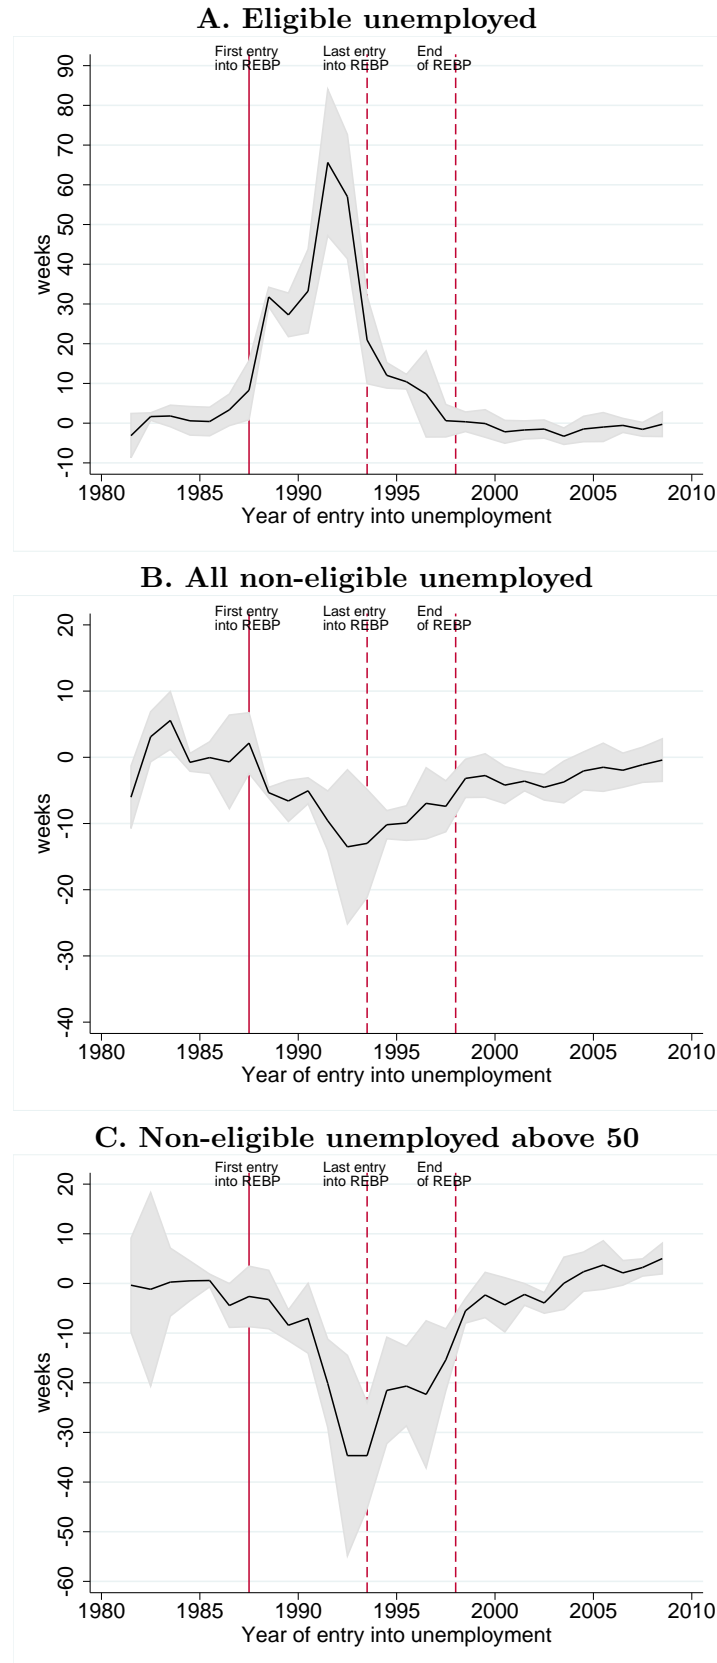 A. Eligible unemployed
First entry
into REBP
Last entry
into REBP
End
of REBP
90
80
70
60
50
40
30
20
10
0
-10
weeks
1980 1985 1990 1995 2000 2005 2010
Year of entry into unemployment
B. All non-eligible unemployed
First entry
into REBP
Last entry
into REBP
End
of REBP
20
10
0
-10
-20
-30
-40
weeks
1980 1985 1990 1995 2000 2005 2010
Year of entry into unemployment
C. Non-eligible unemployed above 50
First entry
into REBP
Last entry
into REBP
End
of REBP
20
10
0
-10
-20
-30
-40
-50
-60
weeks
1980 1985 1990 1995 2000 2005 2010
Year of entry into unemployment